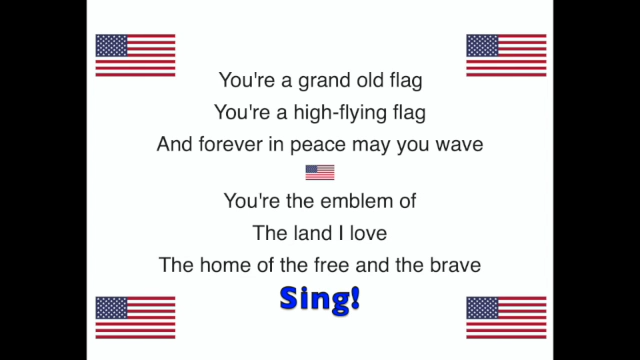 You're a grand old flag
You're a high-flying flag
And forever in peace may you wave
You're the emblem of
The land I love
The home of the free and the brave
Sing!